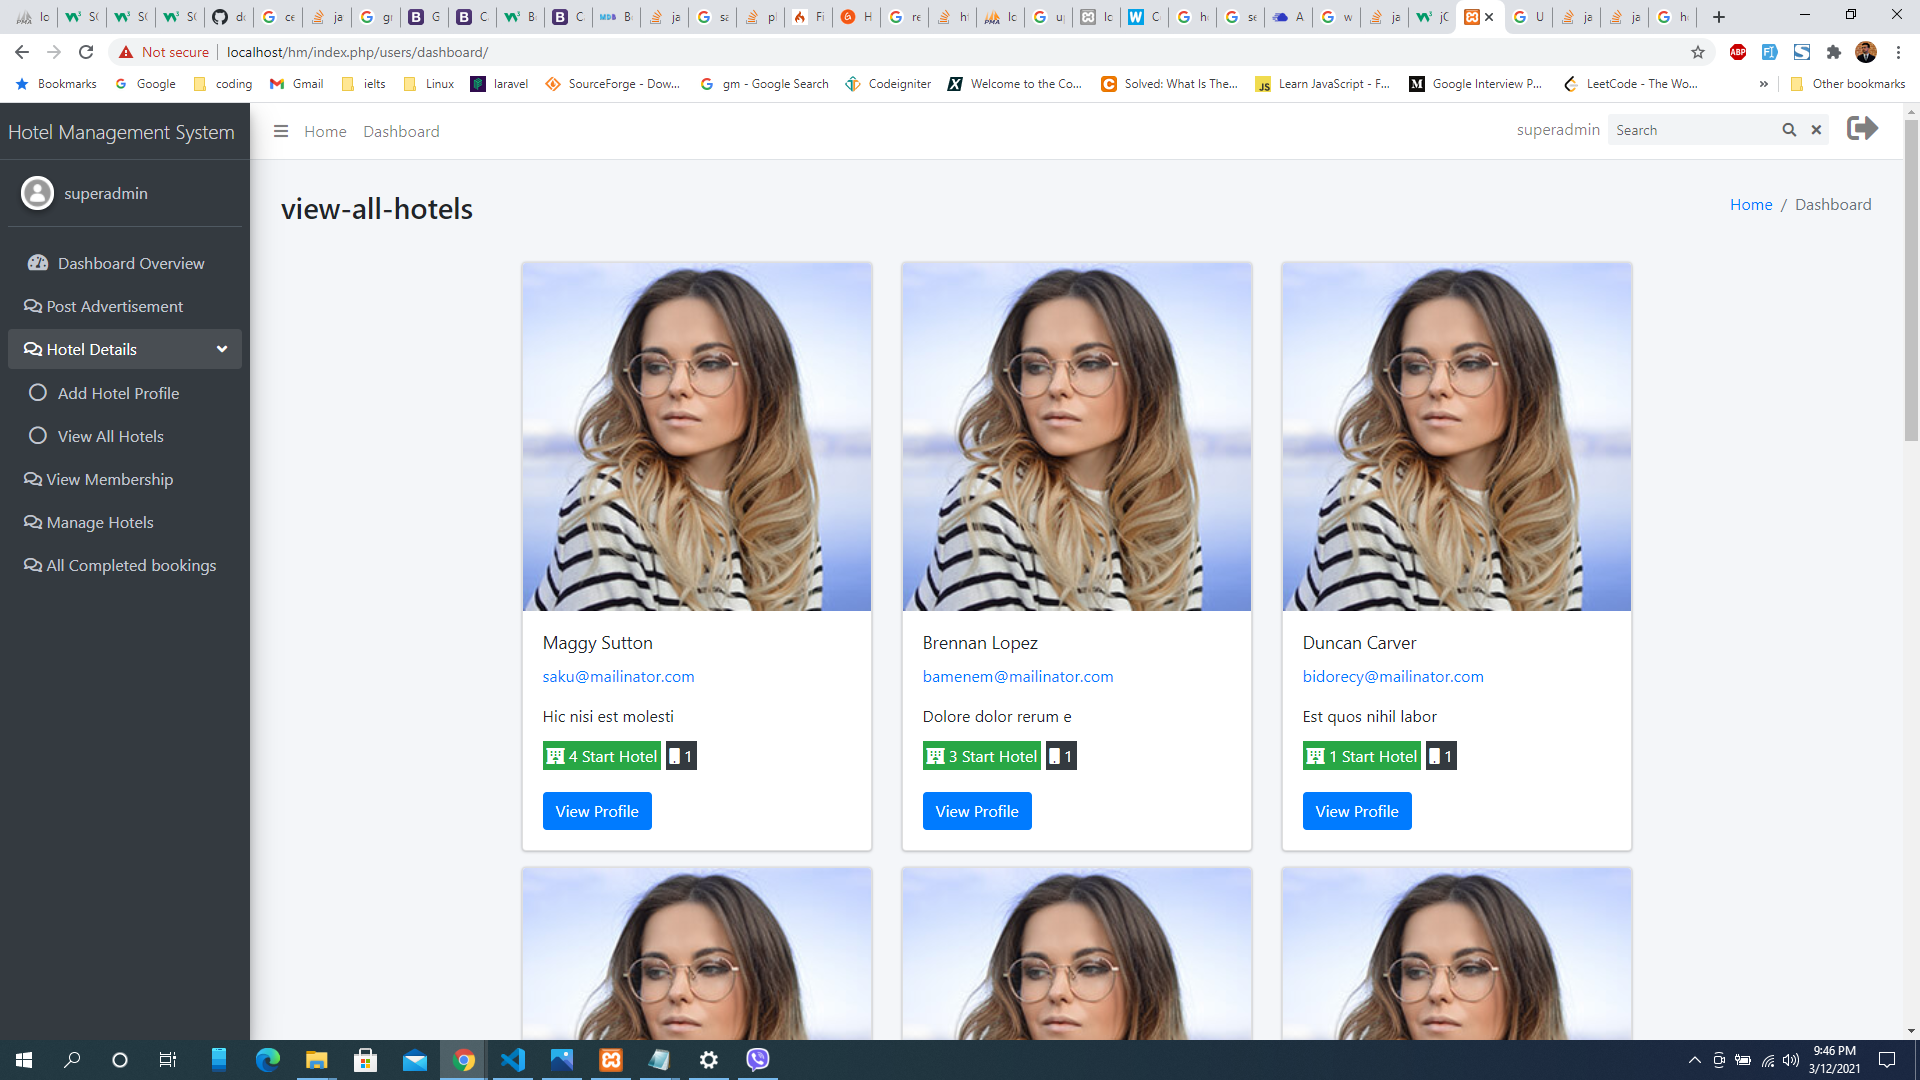 Not secure
localhost/hm/index.php/users/dashboard/
ABP
Bookmarks
Google
coding
Gmail
ielts
Linux
laravel
SourceForge - Dow...
gm - Google Search
Codeigniter
Welcome to the Co...
Solved: What Is The...
Learn JavaScript - F...
Google Interview P...
LeetCode - The Wo...
»
Other bookmarks
Hotel Management System
Home
Dashboard
superadmin
Search
superadmin
view-all-hotels
Home / Dashboard
Dashboard Overview
Post Advertisement
Hotel Details
Add Hotel Profile
View All Hotels
View Membership
Manage Hotels
All Completed bookings
Maggy Sutton
saku@mailinator.com
Hic nisi est molesti
4 Start Hotel 1
View Profile
Brennan Lopez
bamenem@mailinator.com
Dolore dolor rerum e
3 Start Hotel 1
View Profile
Duncan Carver
bidorecy@mailinator.com
Est quos nihil labor
1 Start Hotel 1
View Profile
9:46 PM
3/12/2021